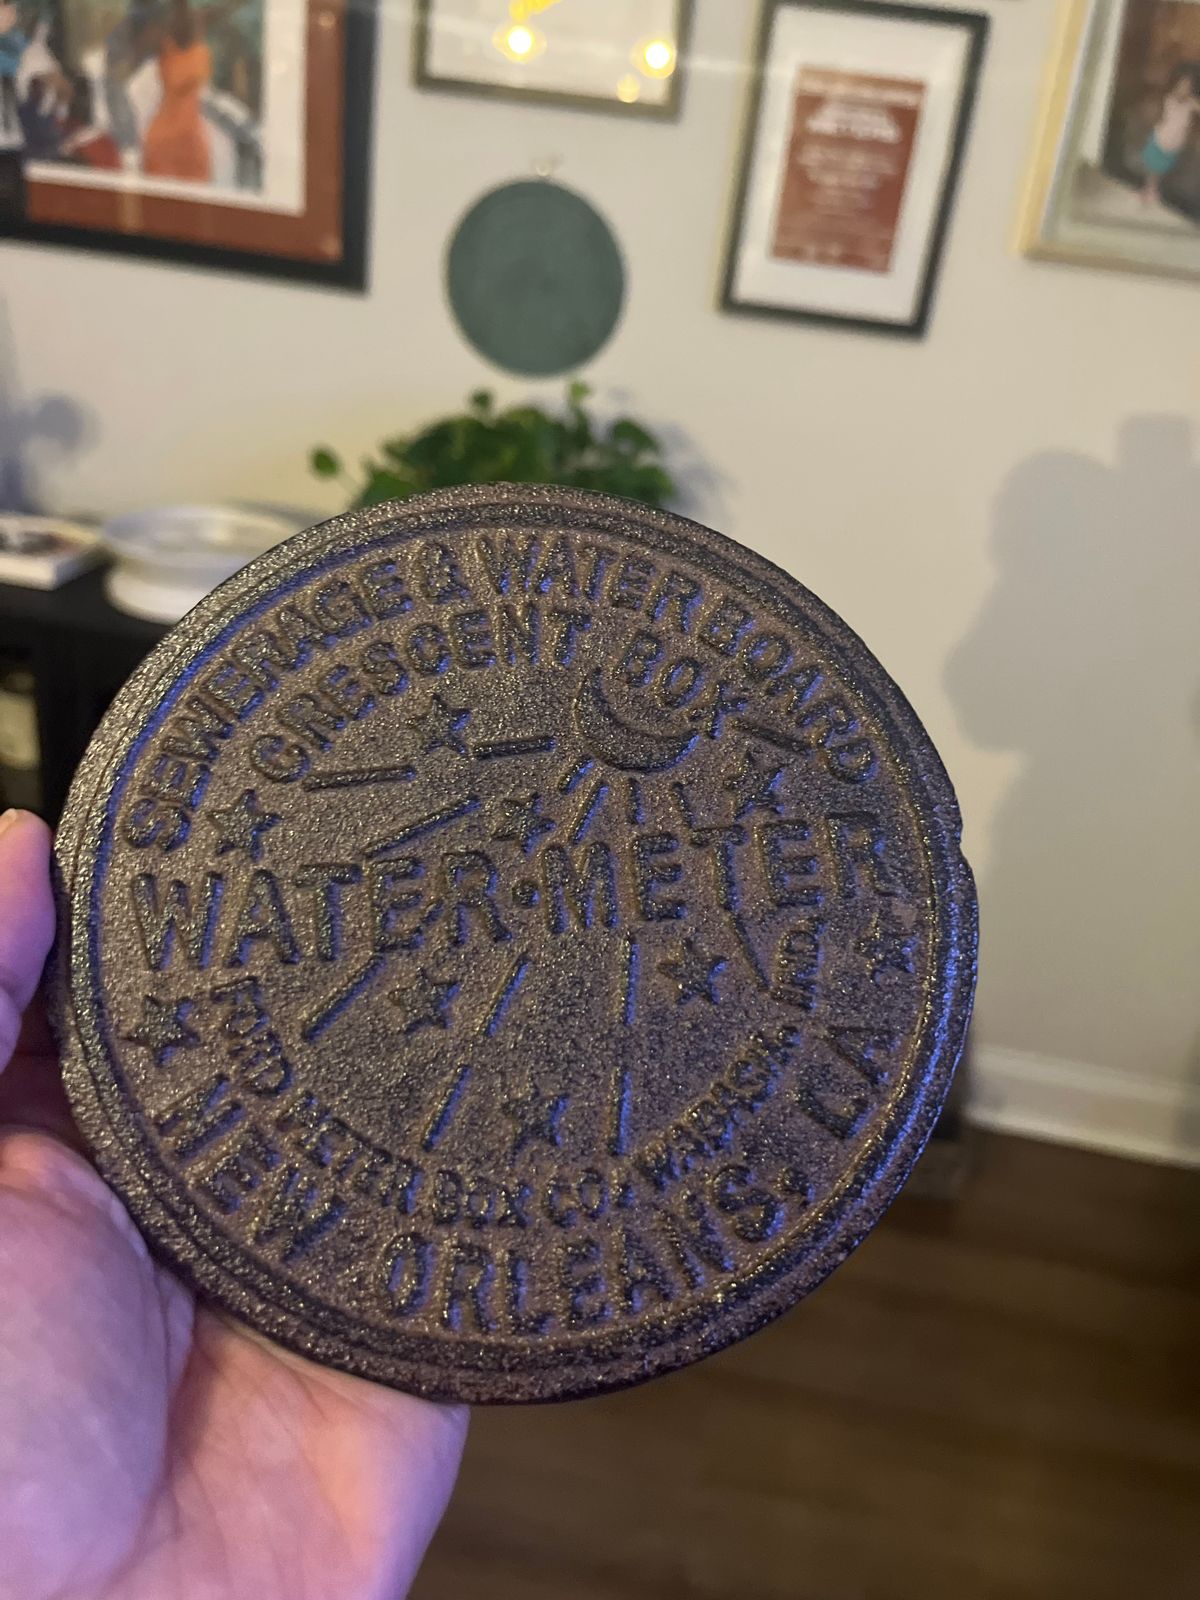 SEWERAGE & WATER BOARD
CRESCENT BOX
WATER•METER
FORD METER BOX CO. WABASH IND
NEW ORLEANS, LA